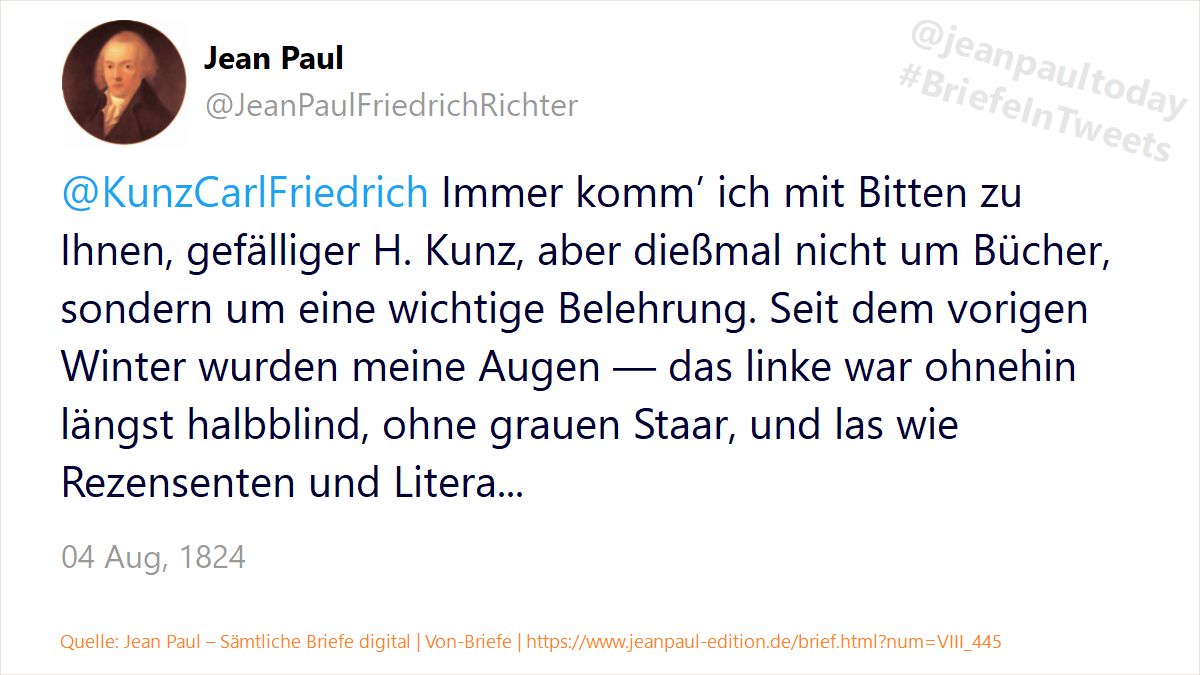 Jean Paul
@JeanPaulFriedrichRichter
@jeanpaultoday
#BriefeInTweets
@KunzCarlFriedrich Immer komm’ ich mit Bitten zu
Ihnen, gefälliger H. Kunz, aber dießmal nicht um Bücher,
sondern um eine wichtige Belehrung. Seit dem vorigen
Winter wurden meine Augen — das linke war ohnehin
längst halbblind, ohne grauen Staar, und las wie
Rezensenten und Litera...
04 Aug, 1824
Quelle: Jean Paul – Sämtliche Briefe digital | Von-Briefe | https://www.jeanpaul-edition.de/brief.html?num=VIII_445